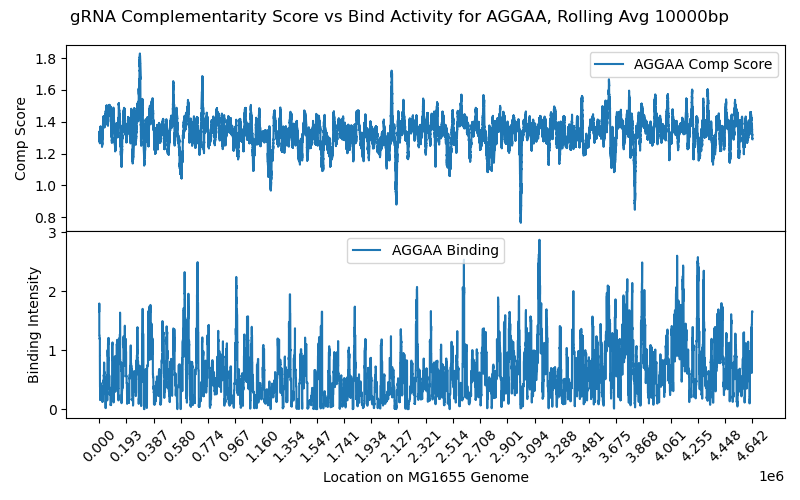 gRNA Complementarity Score vs Bind Activity for AGGAA, Rolling Avg 10000bp
AGGAA Comp Score
Comp Score
1.8
1.6
1.4
1.2
1.0
0.8
AGGAA Binding
Binding Intensity
3
2
1
0
0.000 0.193 0.387 0.580 0.774 0.967 1.160 1.354 1.547 1.741 1.934 2.127 2.321 2.514 2.708 2.901 3.094 3.288 3.481 3.675 3.868 4.061 4.255 4.448 4.642
1e6
Location on MG1655 Genome